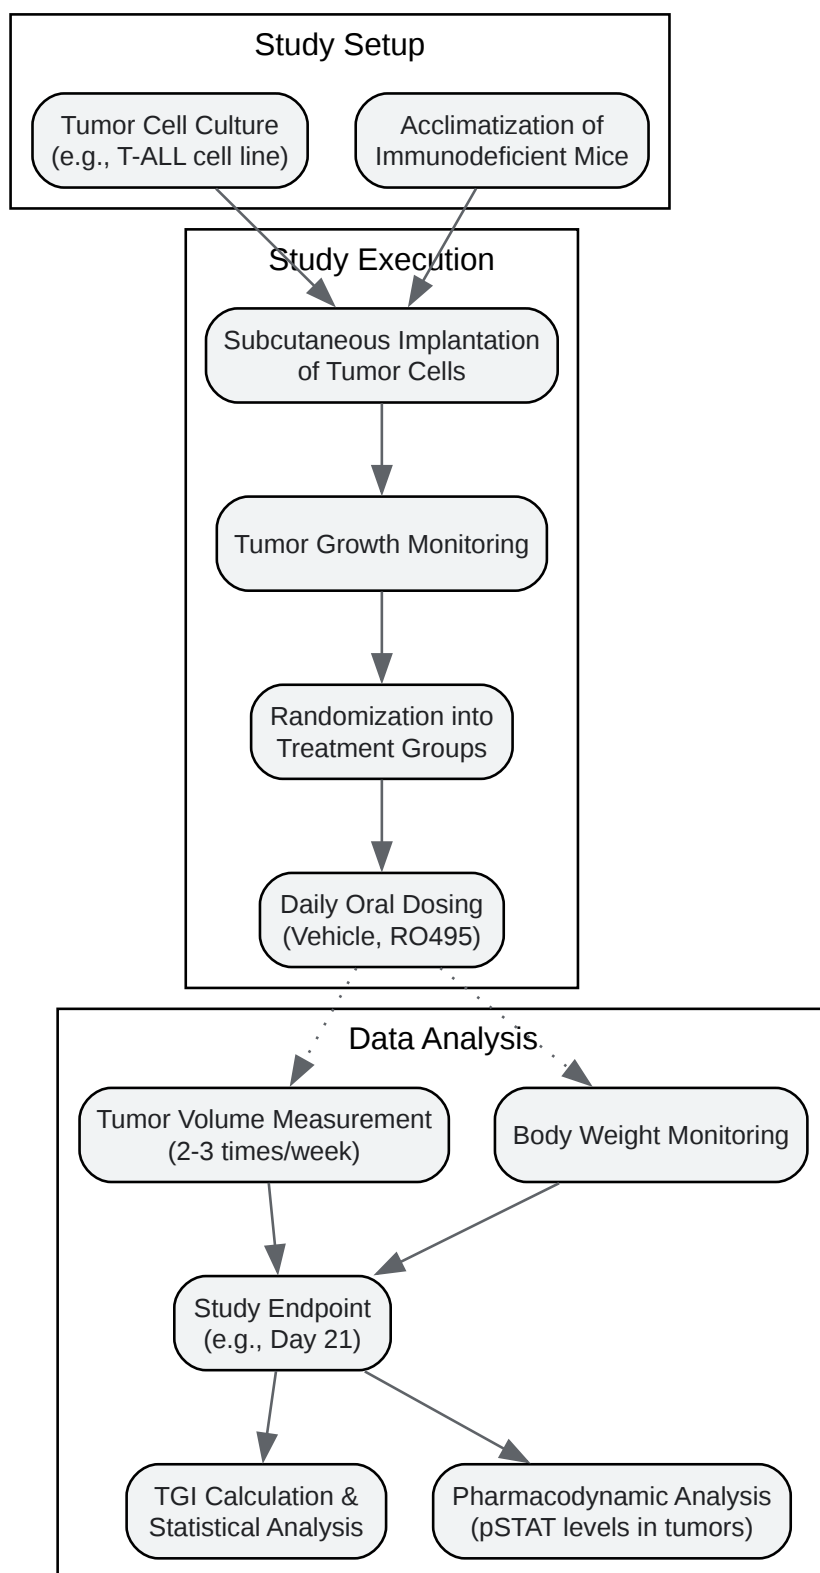 Study Setup
Tumor Cell Culture
(e.g., T-ALL cell line)
Acclimatization of
Immunodeficient Mice
Study Execution
Subcutaneous Implantation
of Tumor Cells
Tumor Growth Monitoring
Randomization into
Treatment Groups
Daily Oral Dosing
(Vehicle, RO495)
Data Analysis
Tumor Volume Measurement
(2-3 times/week)
Body Weight Monitoring
Study Endpoint
(e.g., Day 21)
TGI Calculation &
Statistical Analysis
Pharmacodynamic Analysis
(pSTAT levels in tumors)